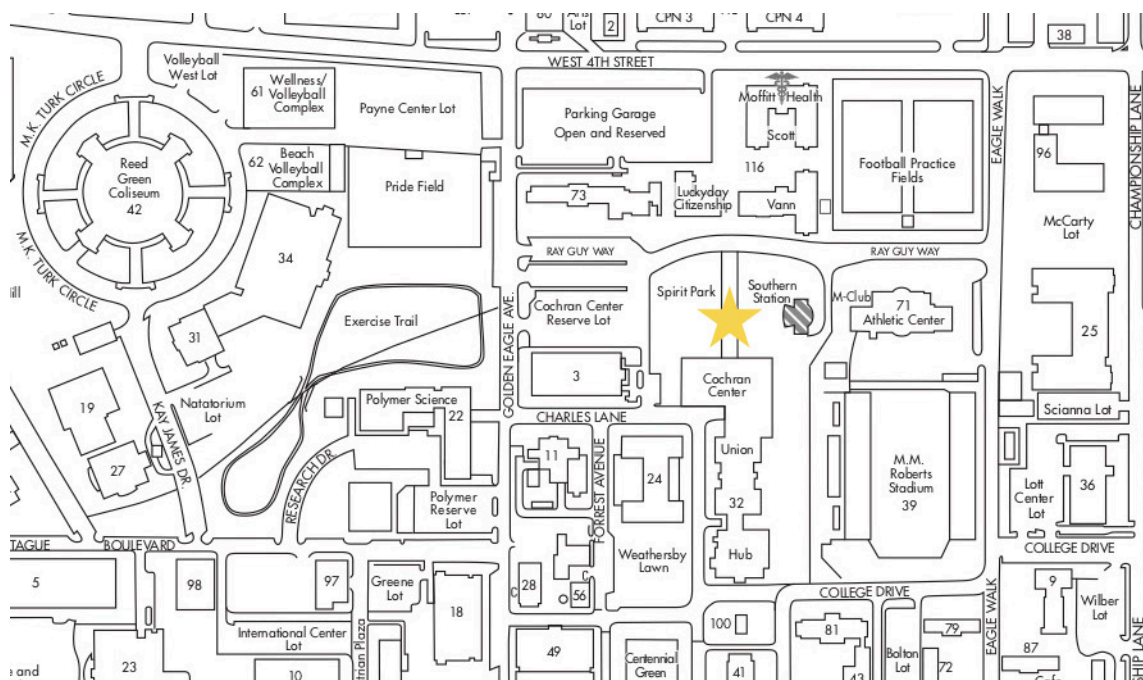 80
Lot
2
CPN 3
CPN 4
38
WEST 4TH STREET
Volleyball
West Lot
M.K. TURK CIRCLE
61
Wellness/
Volleyball
Complex
Payne Center Lot
Parking Garage
Open and Reserved
Moffitt Health
Scott
116
Football Practice
Fields
EAGLE WALK
96
CHAMPIONSHIP LANE
Reed
Green
Coliseum
42
62
Beach
Volleyball
Complex
Pride Field
73
Luckyday
Citizenship
Vann
McCarty
Lot
M.K. TURK CIRCLE
34
RAY GUY WAY
RAY GUY WAY
Spirit Park
Southern
Station
M-Club
71
Athletic Center
25
31
Exercise Trail
GOLDEN EAGLE AVE.
Cochran Center
Reserve Lot
3
Cochran
Center
19
KAY JAMES DR.
Natatorium
Lot
Polymer Science
22
CHARLES LANE
Scianna Lot
27
RESEARCH DR.
Polymer
Reserve
Lot
11
FORREST AVENUE
24
Union
32
Hub
M.M.
Roberts
Stadium
39
Lott
Center
Lot
36
TAGUE
BOULEVARD
Weathersby
Lawn
COLLEGE DRIVE
5
98
97
Greene
Lot
18
C
28
C
56
COLLEGE DRIVE
EAGLE WALK
9
Wilber
Lot
International Center
Lot
trian Plaza
23
10
49
Centennial
Green
100
41
81
43
Bolton
Lot
79
72
87
SHIP LANE
e and